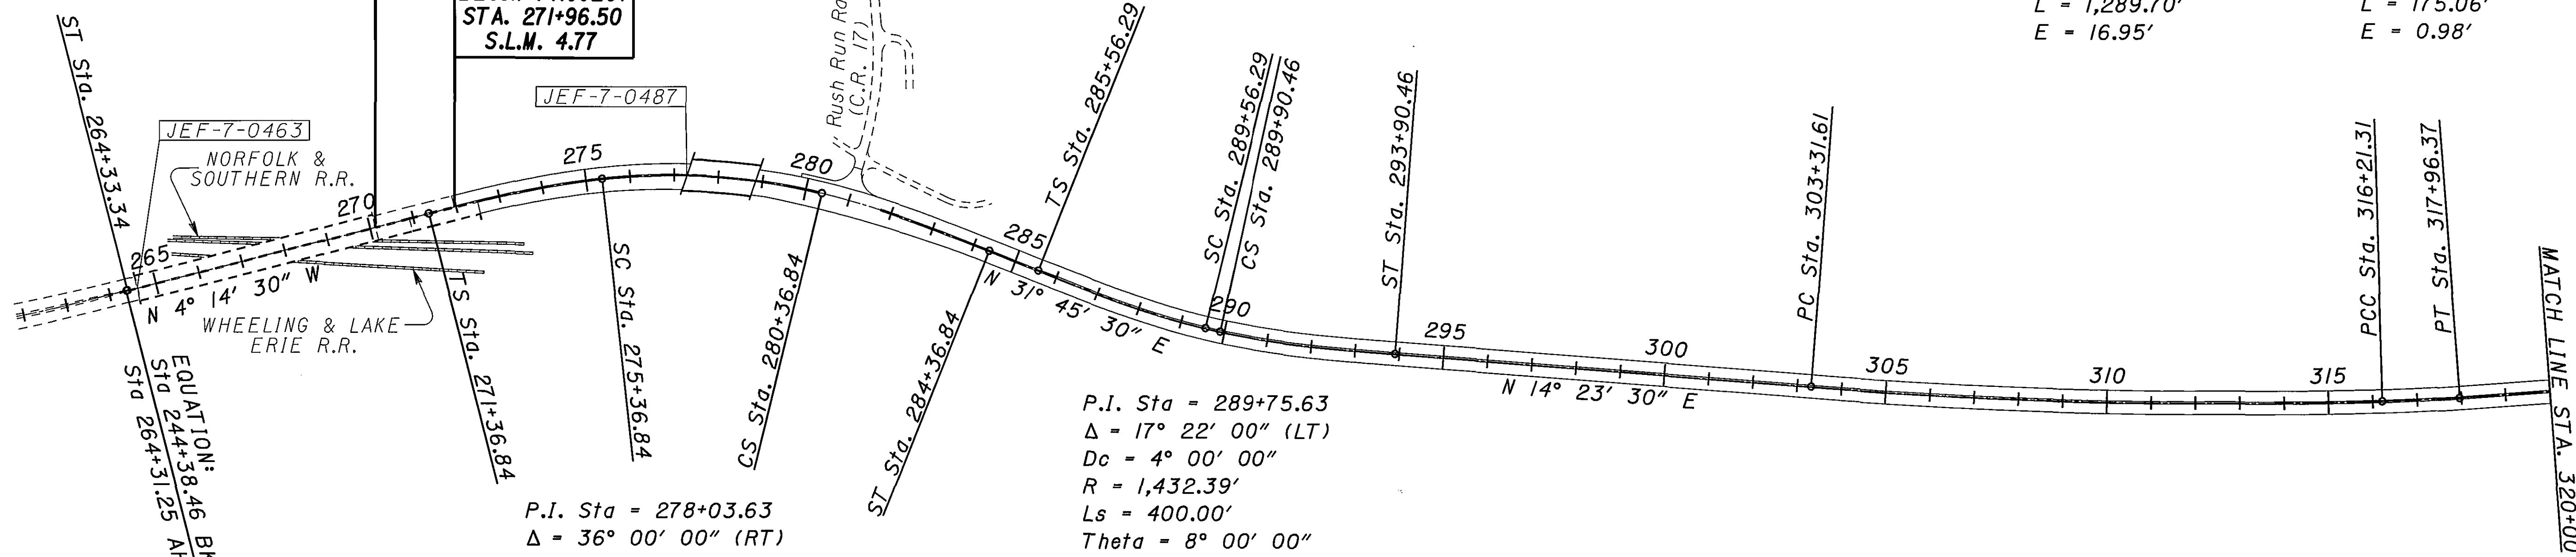 STA. 271+96.50
S.L.M. 4.77
L = 1,289.70'
E = 16.95'
L = 175.06'
E = 0.98'
ST Sta. 264+33.34
JEF-7-0463
NORFOLK &
SOUTHERN R.R.
265
270
N 4° 14' 30" W
WHEELING & LAKE
ERIE R.R.
EQUATION:
Sta 244+38.46 BK
Sta 264+31.25
TS Sta. 271+36.84
275
JEF-7-0487
SC Sta. 275+36.84
280
Rush Run
(C.R. 17)
CS Sta. 280+36.84
ST Sta. 284+36.84
285
TS Sta. 285+56.29
N 31° 45' 30" E
SC Sta. 289+56.29
CS Sta. 289+90.46
290
ST Sta. 293+90.46
295
N 14° 23' 30" E
300
PC Sta. 303+31.61
305
310
315
PCC Sta. 316+21.31
PT Sta. 317+96.37
MATCH LINE STA. 320+00
P.I. Sta = 278+03.63
Δ = 36° 00' 00" (RT)
P.I. Sta = 289+75.63
Δ = 17° 22' 00" (LT)
Dc = 4° 00' 00"
R = 1,432.39'
Ls = 400.00'
Theta = 8° 00' 00"